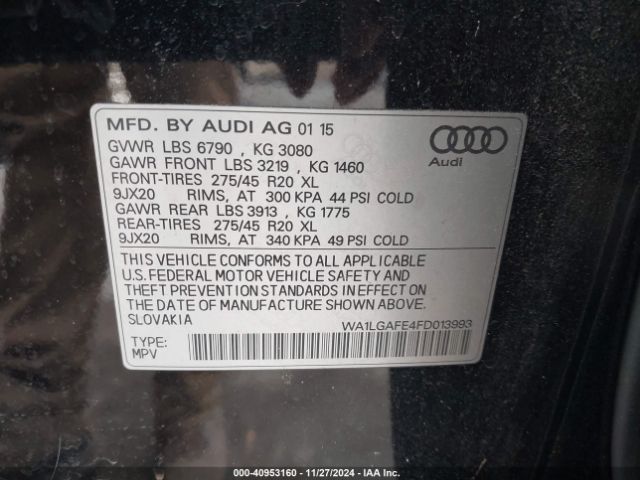 MFD. BY AUDI AG 01 15
GVWR LBS 6790 , KG 3080
GAWR FRONT LBS 3219 , KG 1460
FRONT-TIRES 275/45 R20 XL
9JX20 RIMS, AT 300 KPA 44 PSI COLD
GAWR REAR LBS 3913 , KG 1775
REAR-TIRES 275/45 R20 XL
9JX20 RIMS, AT 340 KPA 49 PSI COLD
Audi
THIS VEHICLE CONFORMS TO ALL APPLICABLE
U.S. FEDERAL MOTOR VEHICLE SAFETY AND
THEFT PREVENTION STANDARDS IN EFFECT ON
THE DATE OF MANUFACTURE SHOWN ABOVE.
SLOVAKIA
WA1LGAFE4FD013993
TYPE:
MPV
000-40953160 - 11/27/2024 - IAA Inc.